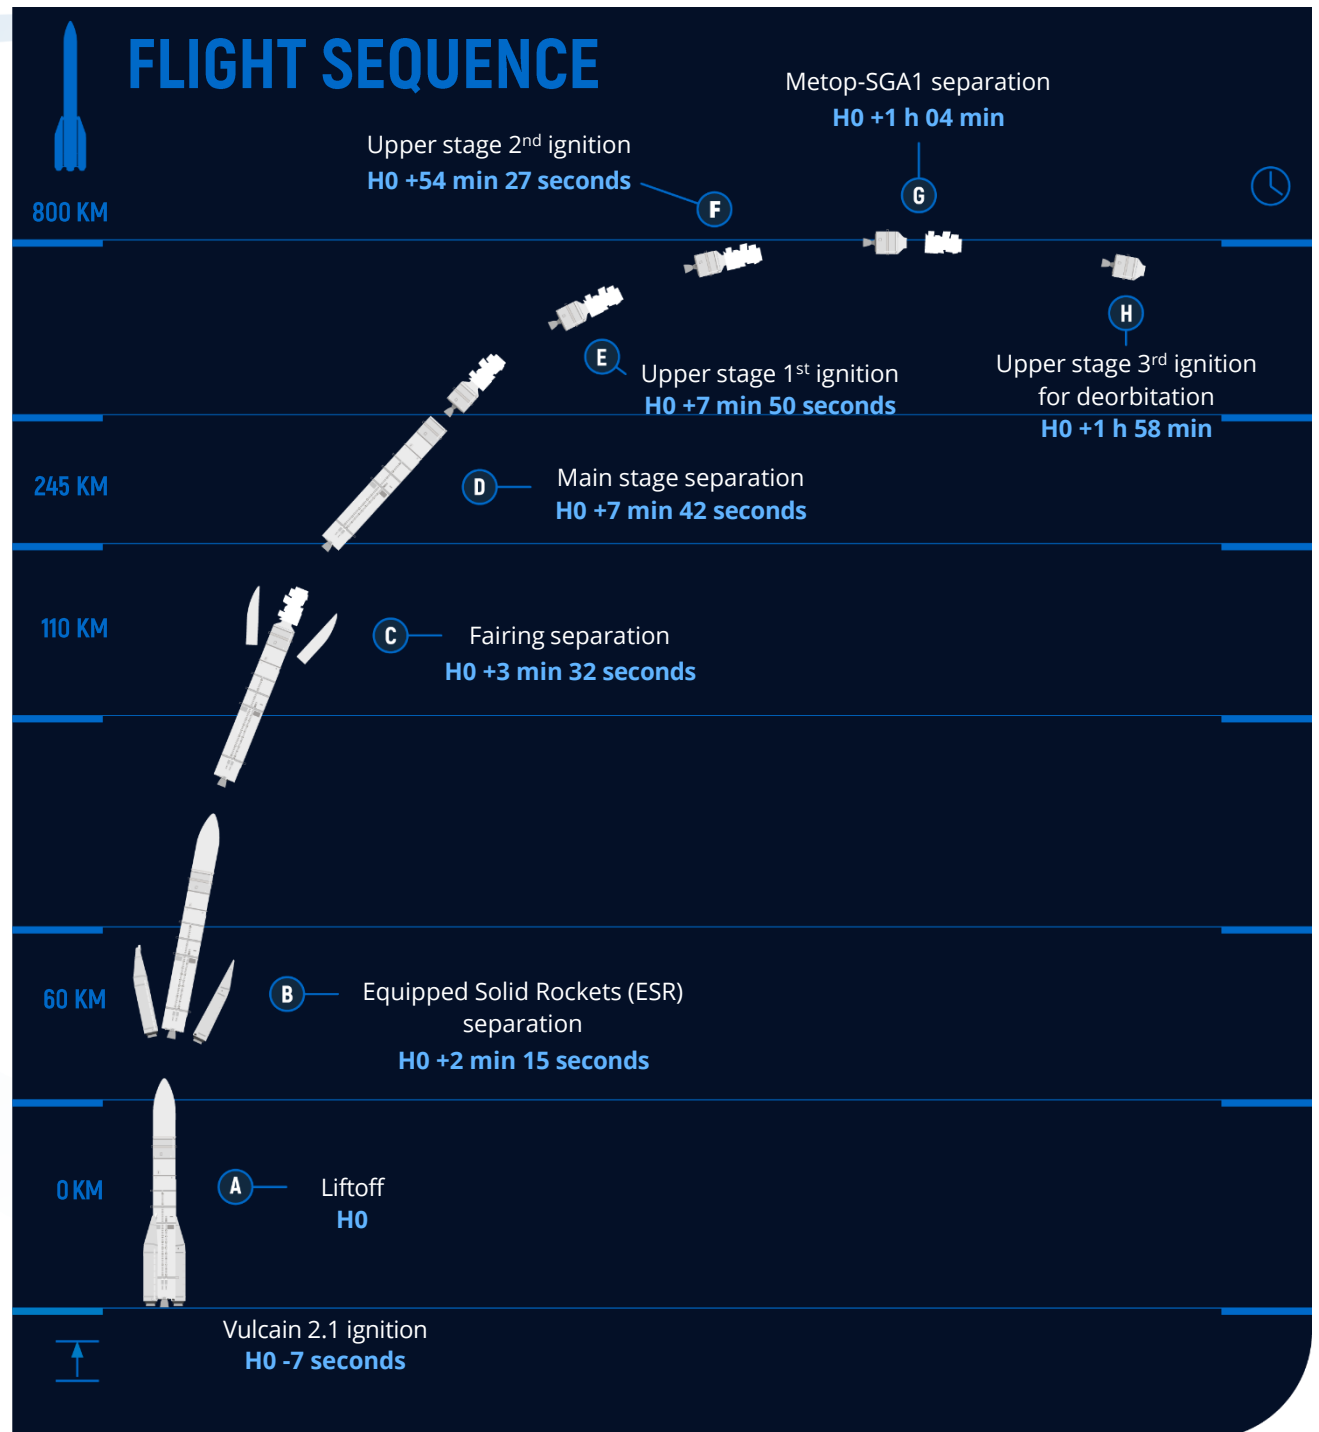 FLIGHT SEQUENCE
Metop-SGA1 separation
H0 +1 h 04 min
Upper stage 2nd ignition
H0 +54 min 27 seconds
G
F
800 KM
H
E
Upper stage 1st ignition
H0 +7 min 50 seconds
Upper stage 3rd ignition
for deorbitation
H0 +1 h 58 min
245 KM
D
Main stage separation
H0 +7 min 42 seconds
110 KM
C
Fairing separation
H0 +3 min 32 seconds
60 KM
B
Equipped Solid Rockets (ESR)
separation
H0 +2 min 15 seconds
0 KM
A
Liftoff
H0
Vulcain 2.1 ignition
H0 -7 seconds